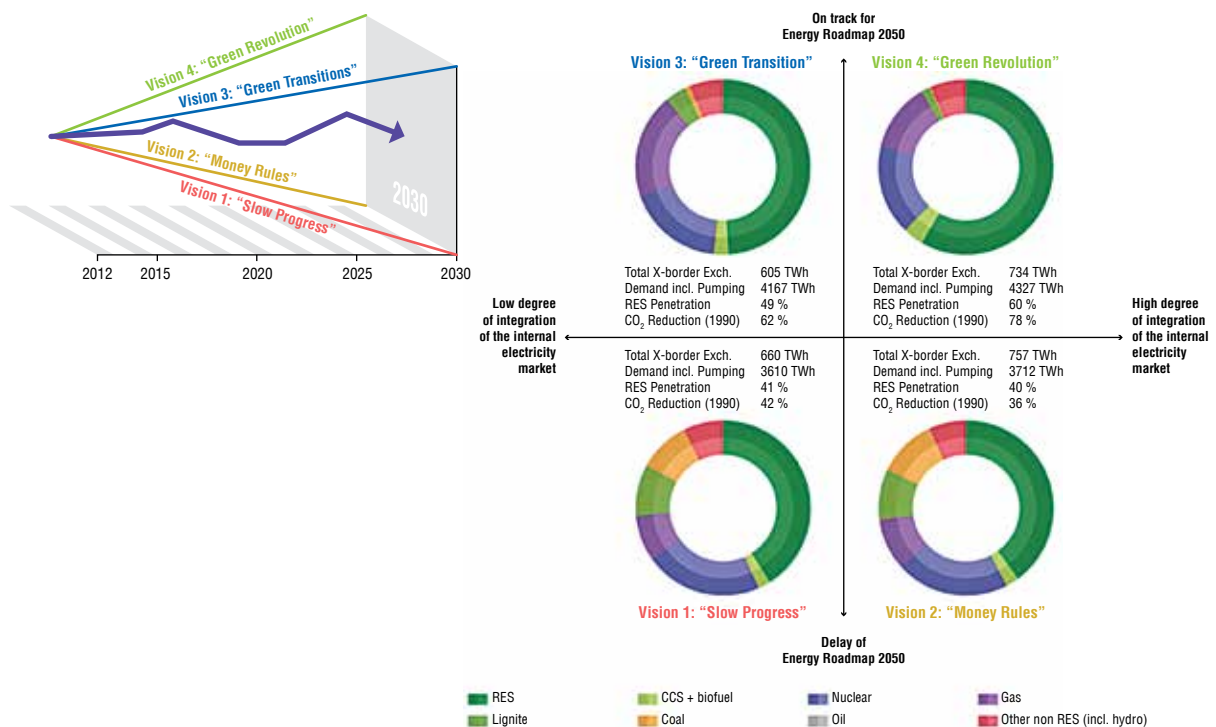 Vision 4: “Green Revolution”
Vision 3: “Green Transitions”
Vision 2: “Money Rules”
Vision 1: “Slow Progress”
2030
2012
2015
2020
2025
2030
On track for
Energy Roadmap 2050
Vision 3: “Green Transition”
Vision 4: “Green Revolution”
Total X-border Exch. 605 TWh
Demand incl. Pumping 4167 TWh
RES Penetration 49 %
CO2 Reduction (1990) 62 %
Total X-border Exch. 734 TWh
Demand incl. Pumping 4327 TWh
RES Penetration 60 %
CO2 Reduction (1990) 78 %
Low degree
of integration
of the internal
electricity
market
High degree
of integration
of the internal
electricity
market
Total X-border Exch. 660 TWh
Demand incl. Pumping 3610 TWh
RES Penetration 41 %
CO2 Reduction (1990) 42 %
Total X-border Exch. 757 TWh
Demand incl. Pumping 3712 TWh
RES Penetration 40 %
CO2 Reduction (1990) 36 %
Vision 1: “Slow Progress”
Vision 2: “Money Rules”
Delay of
Energy Roadmap 2050
RES
CCS + biofuel
Nuclear
Gas
Lignite
Coal
Oil
Other non RES (incl. hydro)